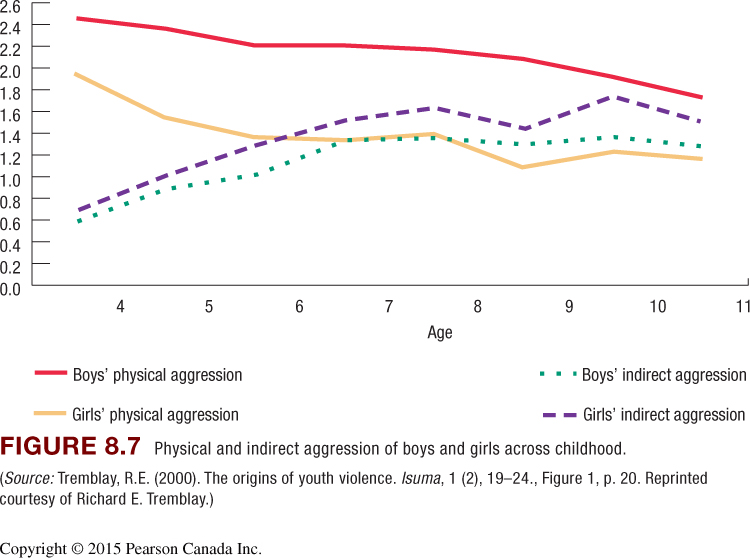 2.6
2.4
2.2
2.0
1.8
1.6
1.4
1.2
1.0
0.8
0.6
0.4
0.2
0.0
4 5 6 7 8 9 10 11
Age
Boys’ physical aggression
Boys’ indirect aggression
Girls’ physical aggression
Girls’ indirect aggression
FIGURE 8.7 Physical and indirect aggression of boys and girls across childhood.
(Source: Tremblay, R.E. (2000). The origins of youth violence. Isuma, 1 (2), 19–24., Figure 1, p. 20. Reprinted
courtesy of Richard E. Tremblay.)
Copyright © 2015 Pearson Canada Inc.